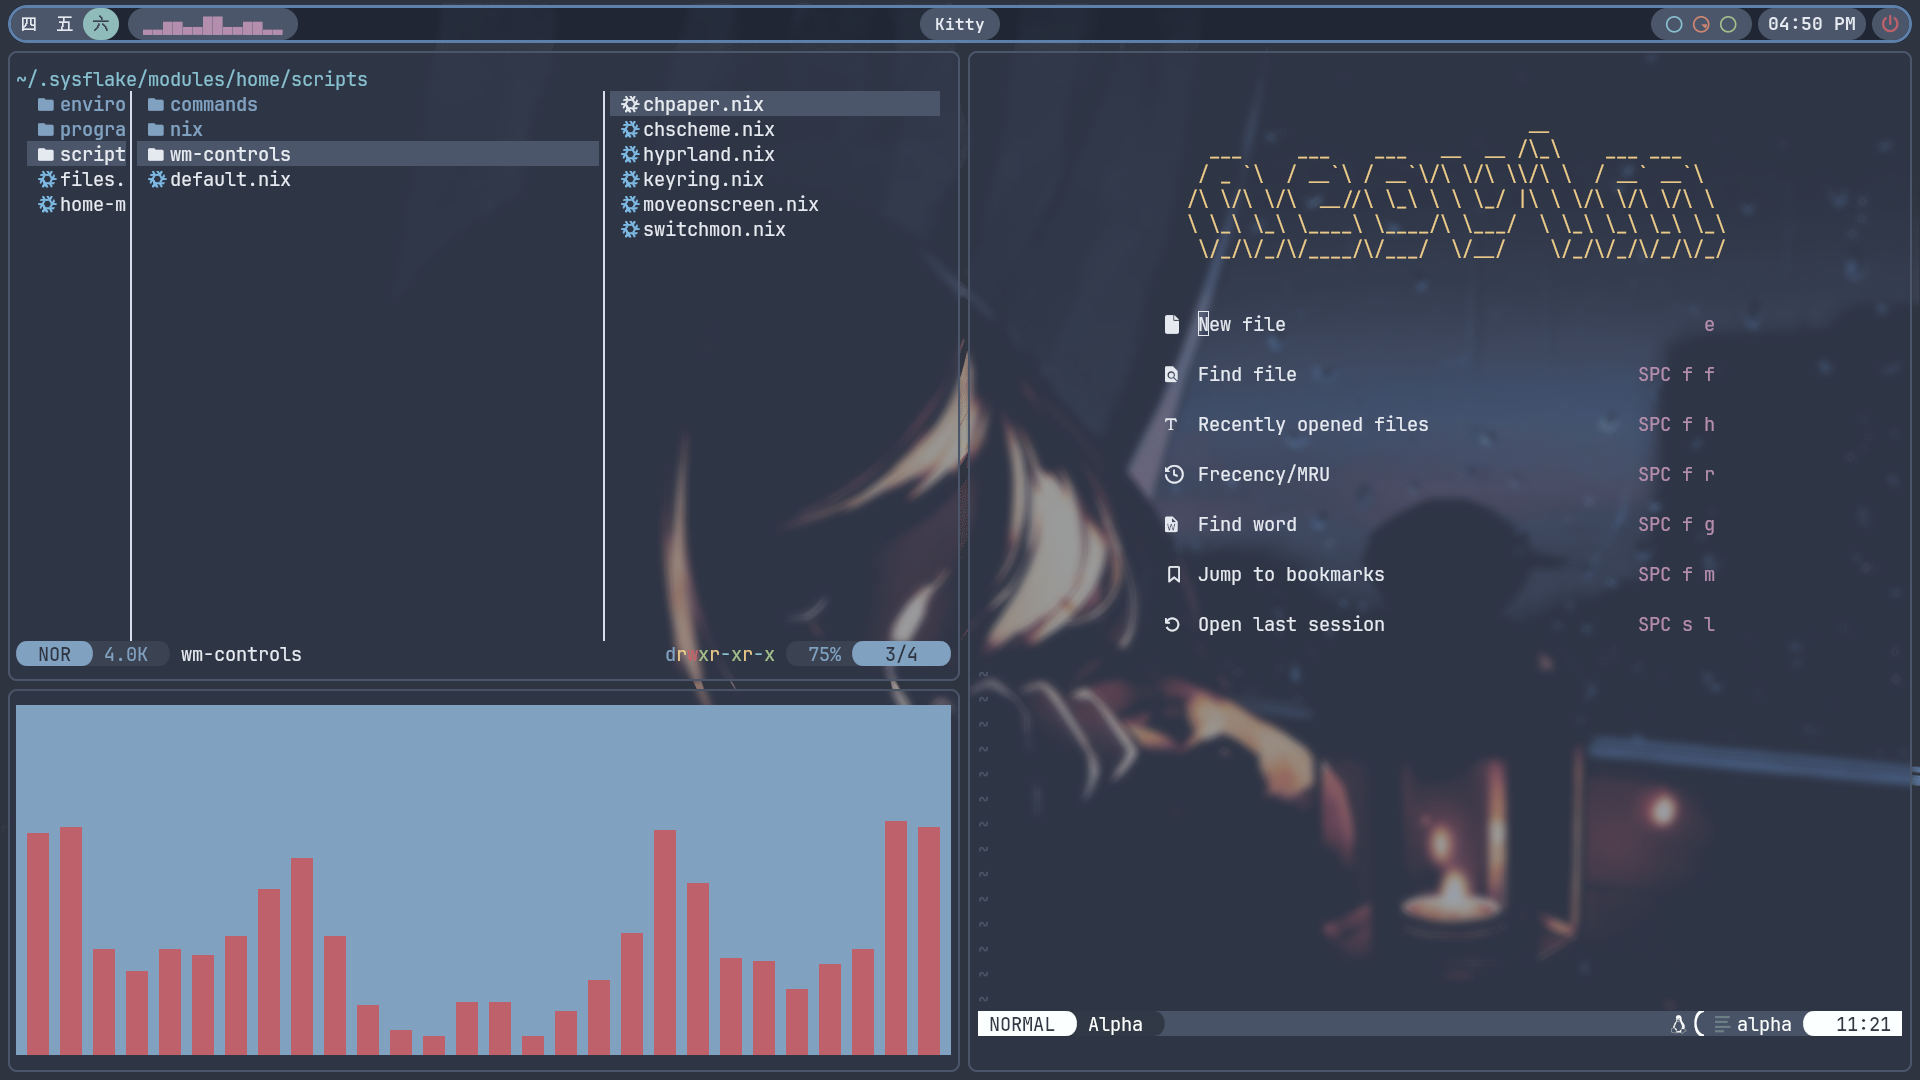 四 五 六
Kitty
04:50 PM
~/.sysflake/modules/home/scripts
enviro
progra
script
files.
home-m
commands
nix
wm-controls
default.nix
chpaper.nix
chscheme.nix
hyprland.nix
keyring.nix
moveonscreen.nix
switchmon.nix
NOR 4.0K wm-controls drwxr-xr-x 75% 3/4
neovim
New file e
Find file SPC f f
Recently opened files SPC f h
Frecency/MRU SPC f r
Find word SPC f g
Jump to bookmarks SPC f m
Open last session SPC s l
~
~
~
~
~
~
~
~
~
~
~
~
~
~
NORMAL Alpha alpha 11:21